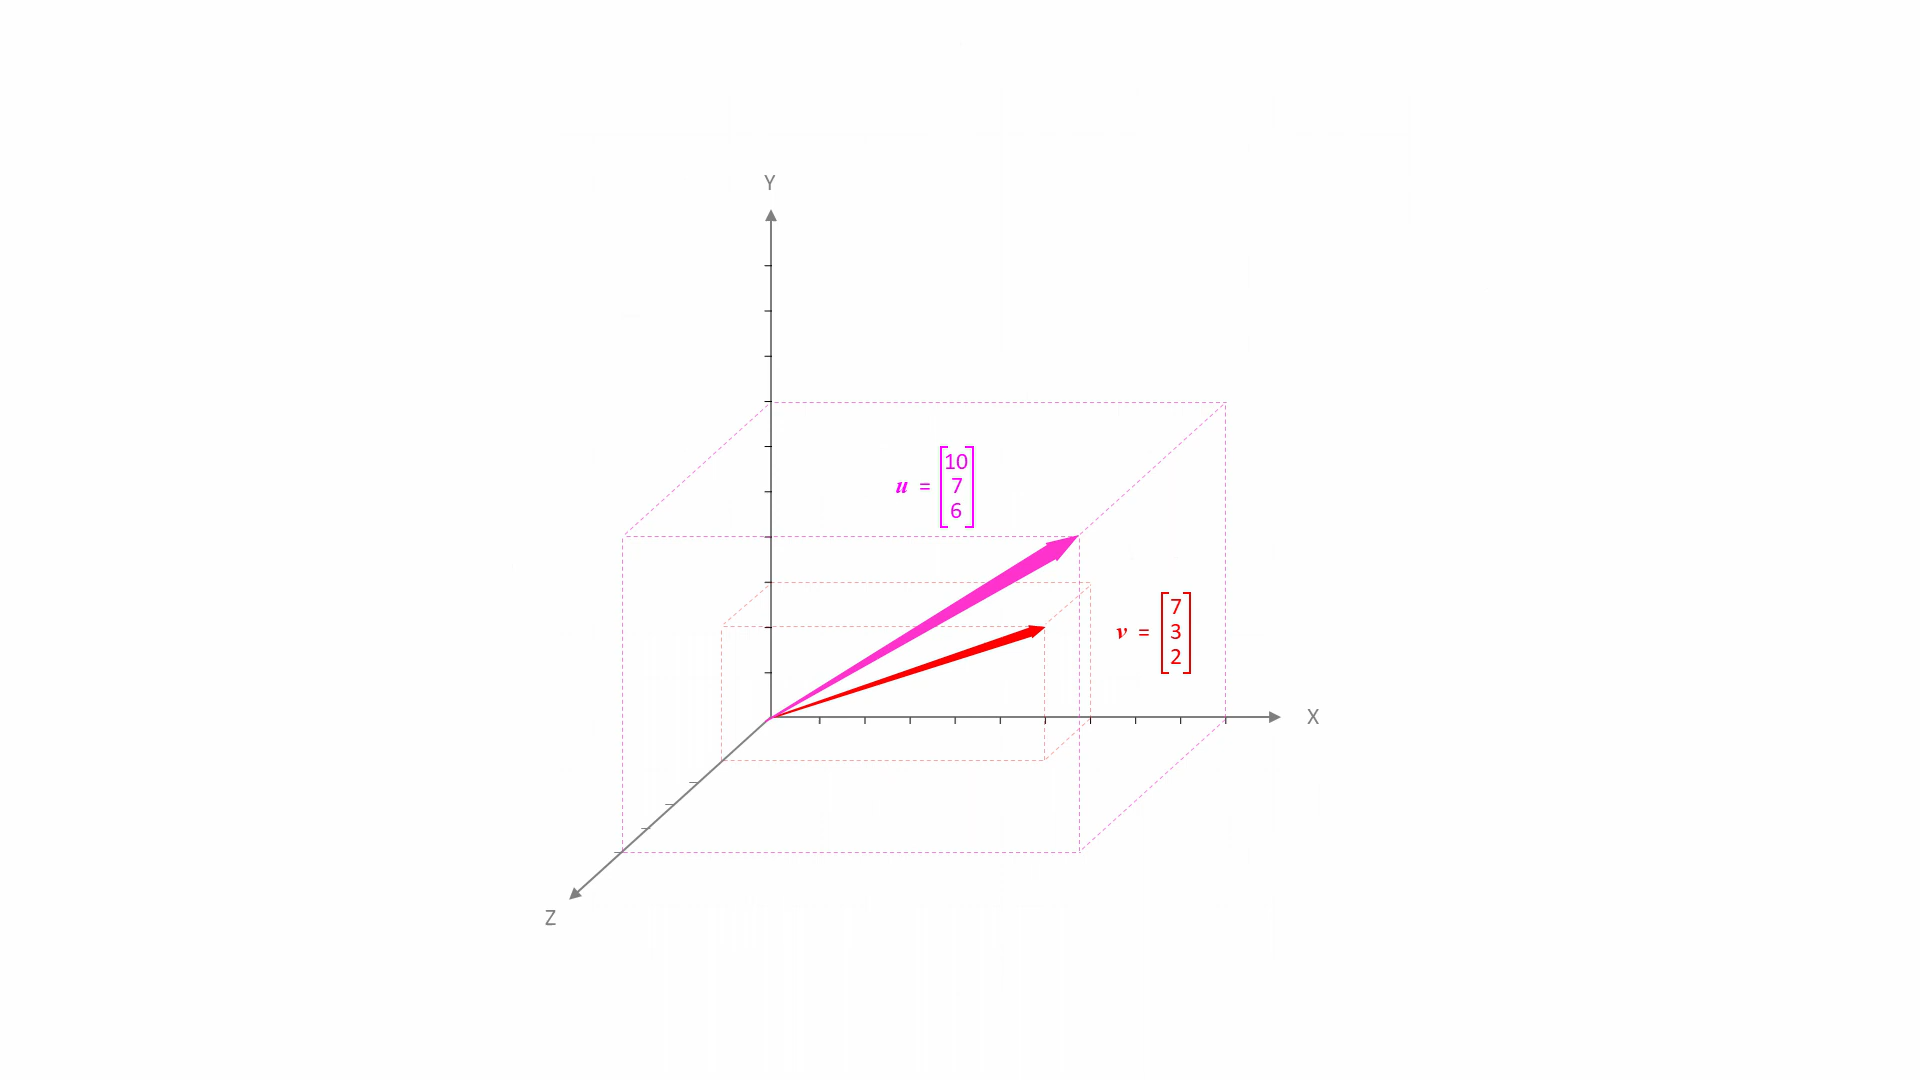 Y
u = [10
7
6]
v = [7
3
2]
X
Z